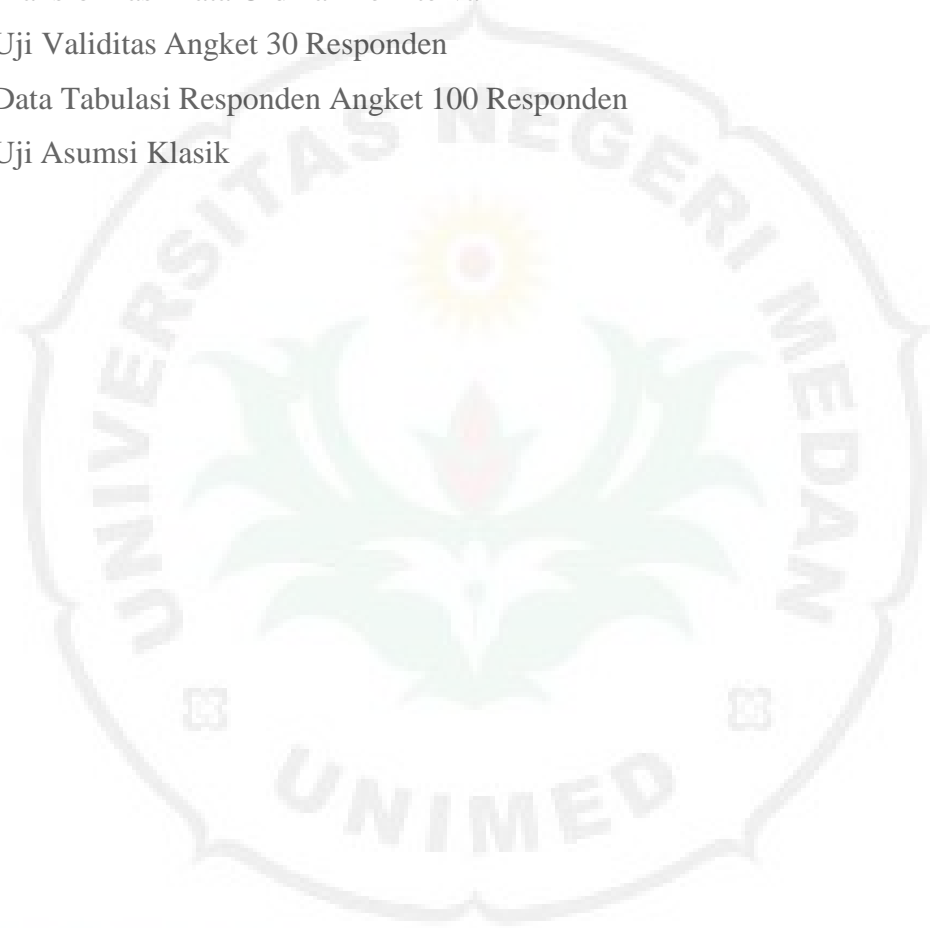 Uji Validitas Angket 30 Responden
Data Tabulasi Responden Angket 100 Responden
Uji Asumsi Klasik
UNIVERSITAS NEGERI MEDAN
UNIMED